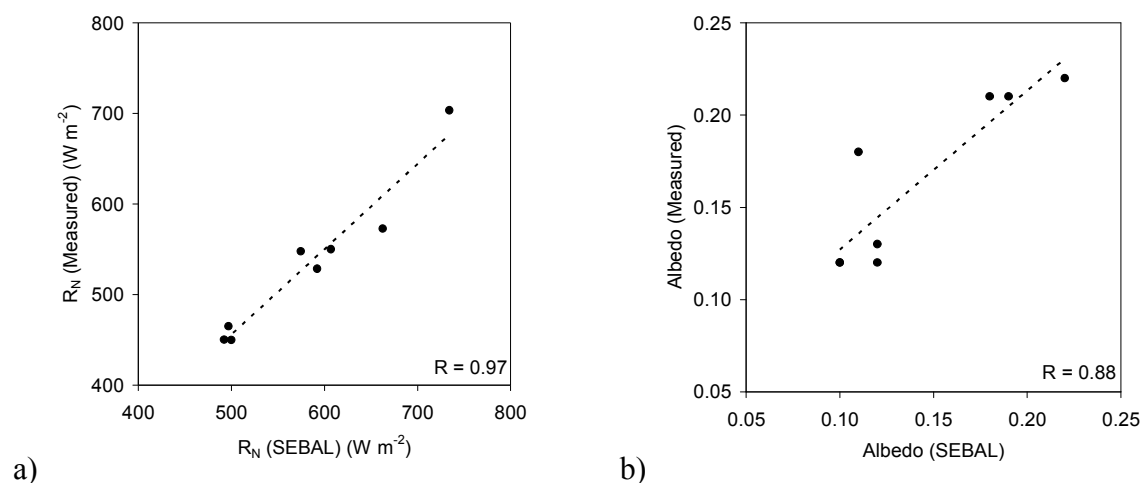 800
700
600
500
400
R_N (Measured) (W m⁻²)
R = 0.97
400 500 600 700 800
R_N (SEBAL) (W m⁻²)
a)
0.25
0.20
0.15
0.10
0.05
Albedo (Measured)
R = 0.88
0.05 0.10 0.15 0.20 0.25
Albedo (SEBAL)
b)